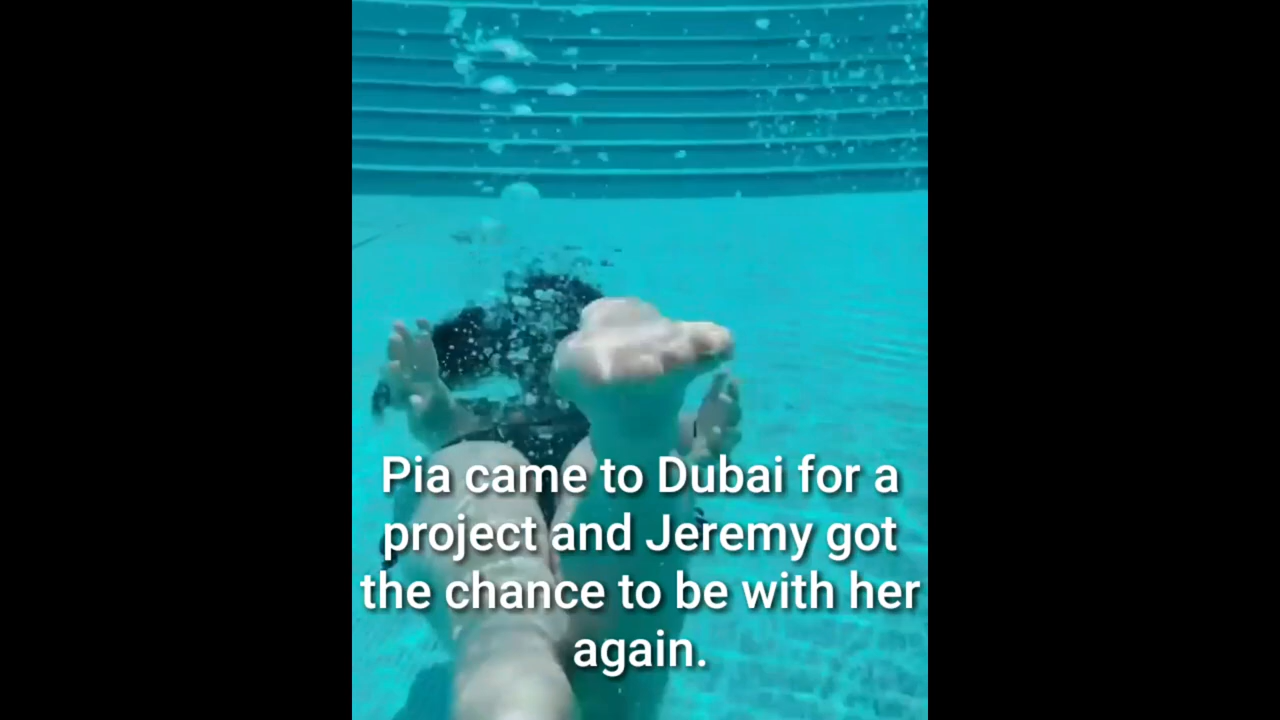 Pia came to Dubai for a
project and Jeremy got
the chance to be with her
again.